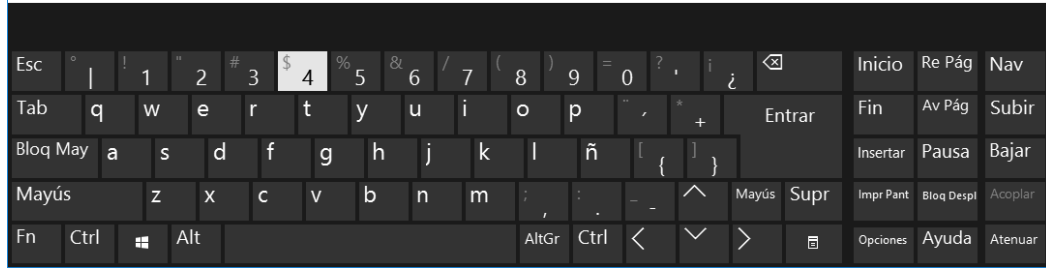 Esc ° | ! 1 " 2 # 3 $ 4 % 5 & 6 / 7 ( 8 ) 9 = 0 ? ' ¡ ¿ Inicio Re Pág Nav
Tab q w e r t y u i o p ¨ ´ * + Entrar Fin Av Pág Subir
Bloq May a s d f g h j k l ñ [ { ] } Insertar Pausa Bajar
Mayús z x c v b n m ; , : . _ - Mayús Supr Impr Pant Bloq Despl Acoplar
Fn Ctrl Alt AltGr Ctrl Opciones Ayuda Atenuar